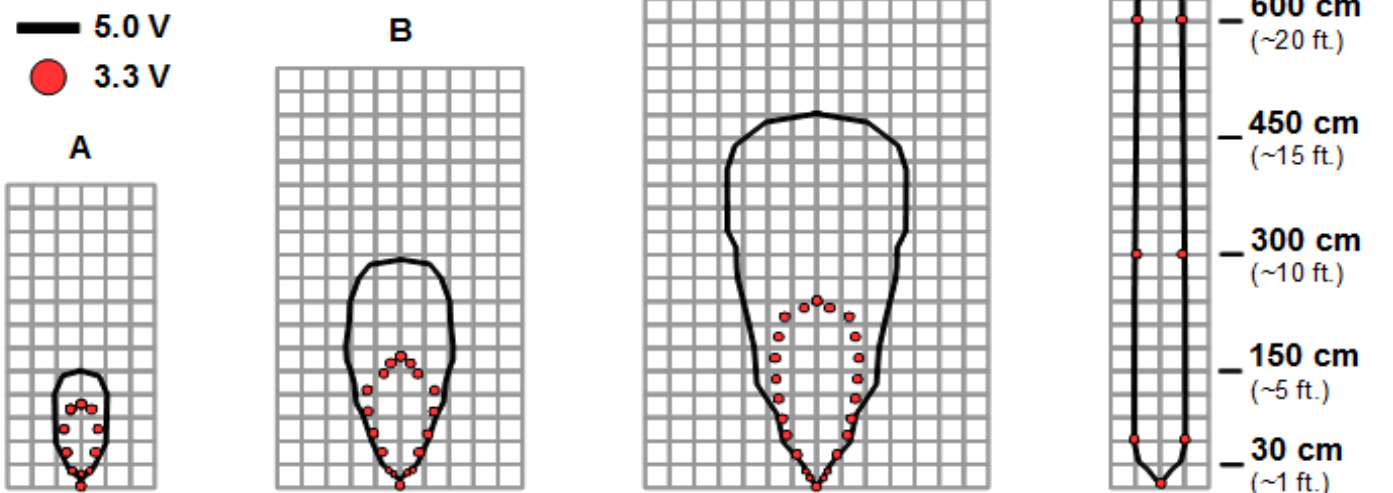 5.0 V
3.3 V
A
B
600 cm
(~20 ft.)
450 cm
(~15 ft.)
300 cm
(~10 ft.)
150 cm
(~5 ft.)
30 cm
(~1 ft.)